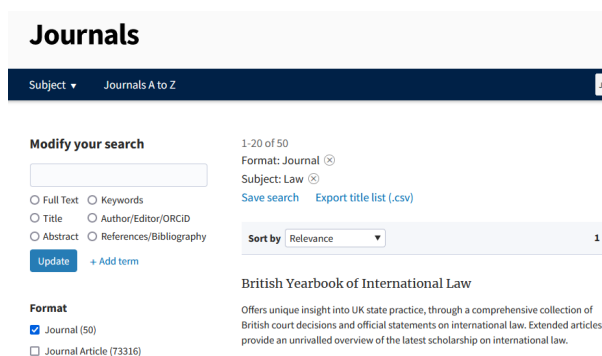 Journals
Subject ▼ Journals A to Z
Modify your search
Full Text Keywords
Title Author/Editor/ORCiD
Abstract References/Bibliography
Update + Add term
Format
Journal (50)
Journal Article (73316)
1-20 of 50
Format: Journal
Subject: Law
Save search Export title list (.csv)
Sort by Relevance ▼ 1
British Yearbook of International Law
Offers unique insight into UK state practice, through a comprehensive collection of
British court decisions and official statements on international law. Extended articles
provide an unrivalled overview of the latest scholarship on international law.